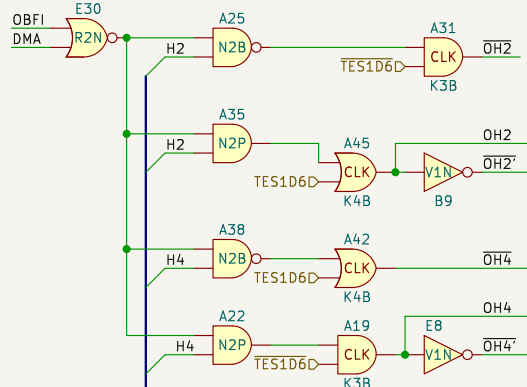 E30
OBFI
R2N
DMA
A25
H2
N2B
A31
TES1D6
CLK
O̅H̅2̅
K3B
A35
H2
N2P
A45
TES1D6
CLK
K4B
OH2
V1N
OH2'
B9
A38
H4
N2B
A42
TES1D6
CLK
K4B
OH4
A22
H4
N2P
A19
TES1D6
CLK
K3B
OH4
E8
V1N
OH4'